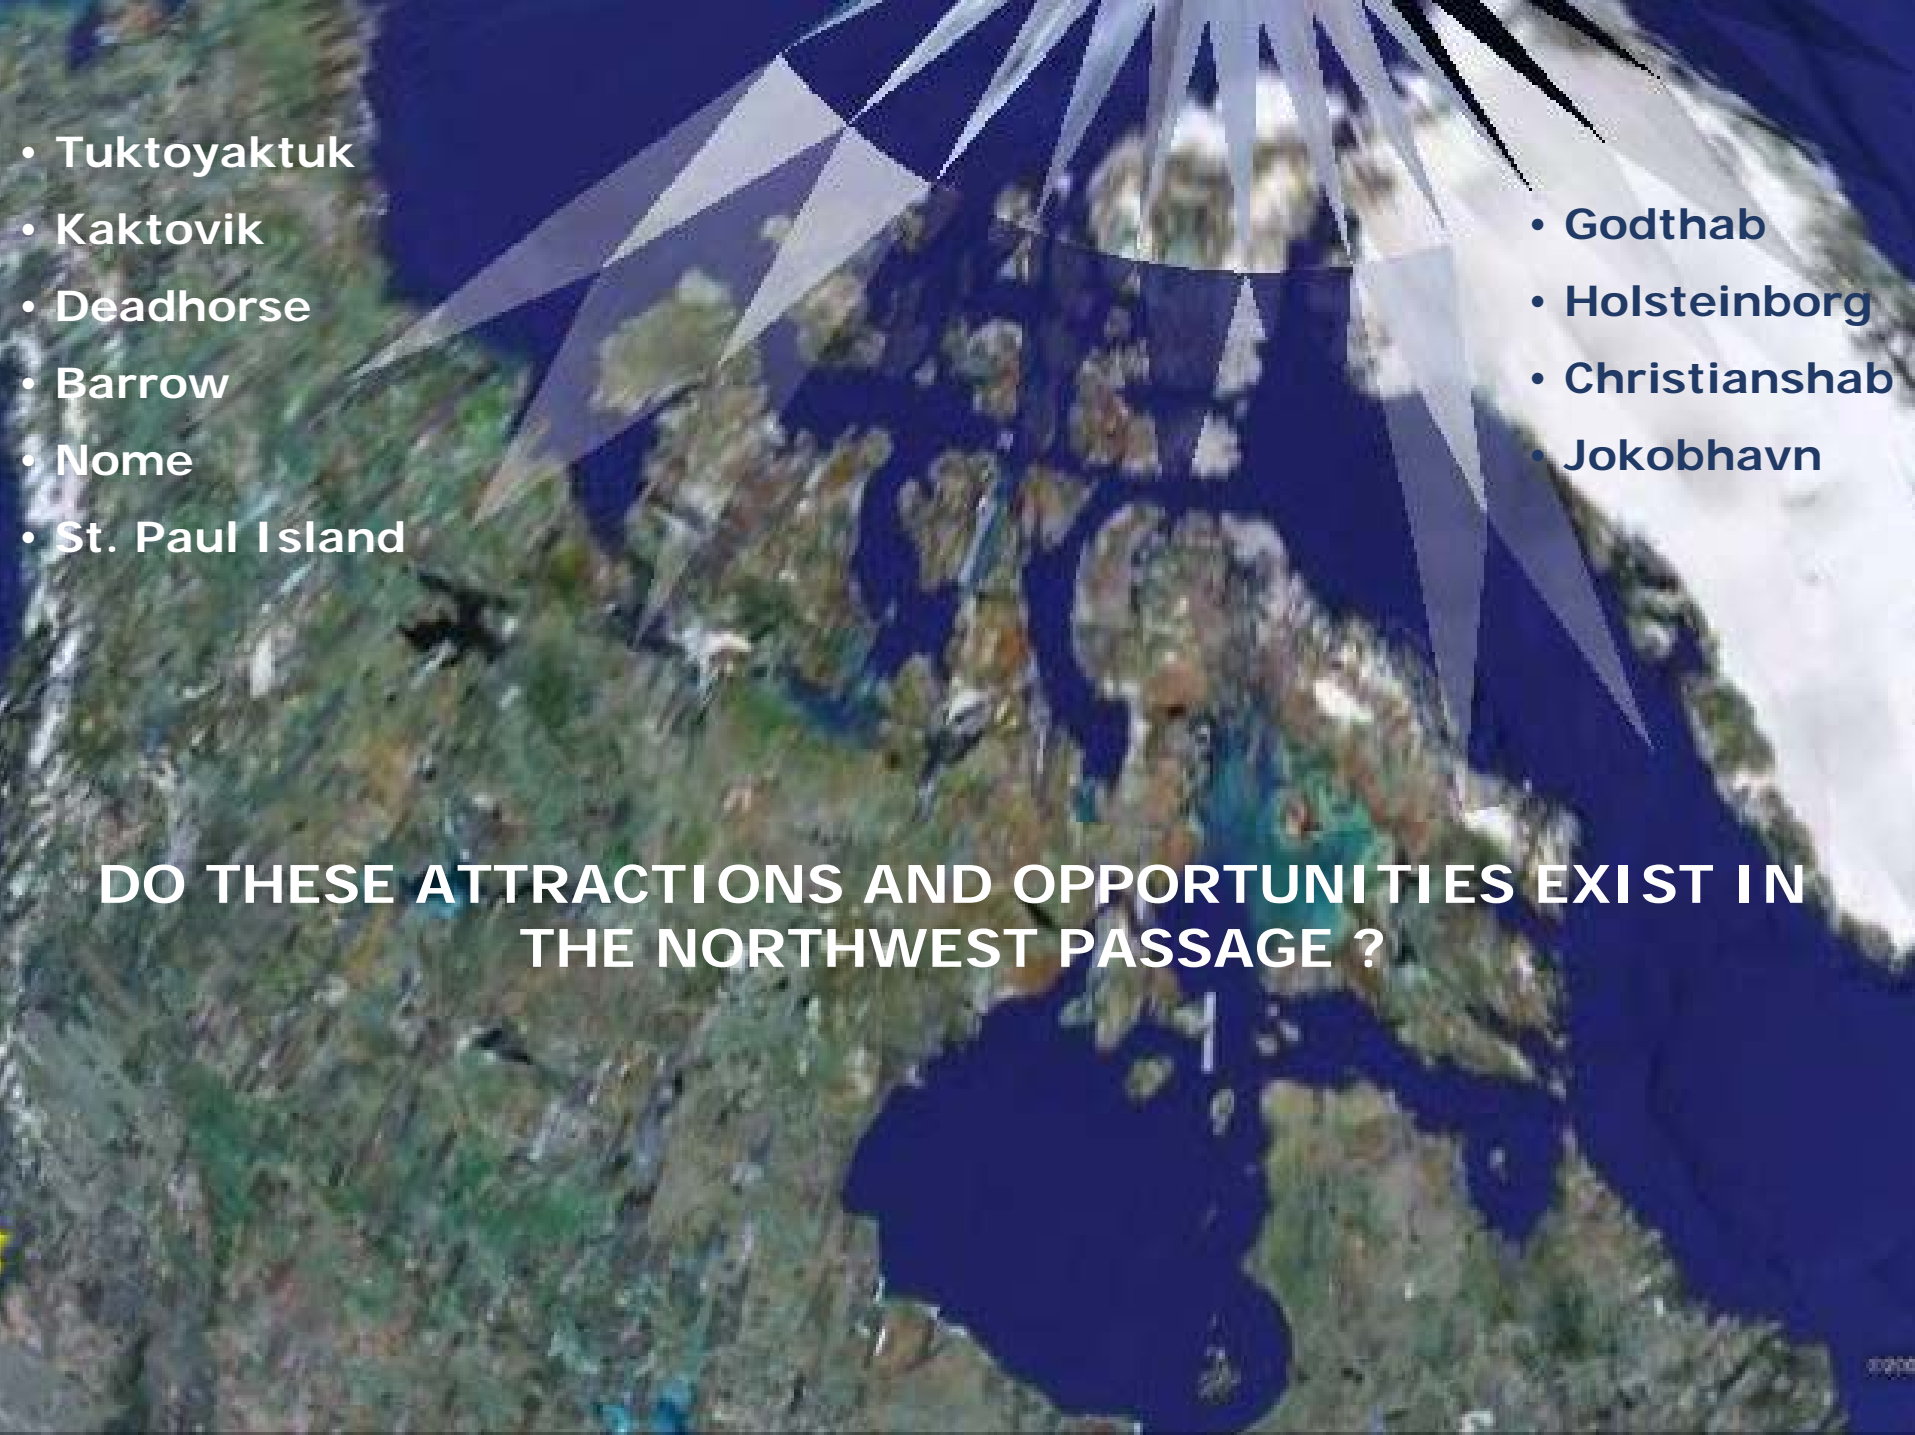 • Tuktoyaktuk
• Kaktovik
• Deadhorse
• Barrow
• Nome
• St. Paul Island
• Godthab
• Holsteinborg
• Christianshab
• Jokobhavn
DO THESE ATTRACTIONS AND OPPORTUNITIES EXIST IN
THE NORTHWEST PASSAGE ?